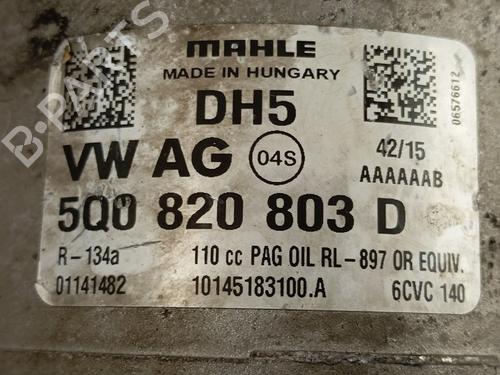 MAHLE
MADE IN HUNGARY
DH5
VW AG 04S
42/15
AAAAAAB
5Q0 820 803 D
R-134a 110 cc PAG OIL RL-897 OR EQUIV.
01141482 10145183100.A 6CVC 140
06576612
B-PARTS